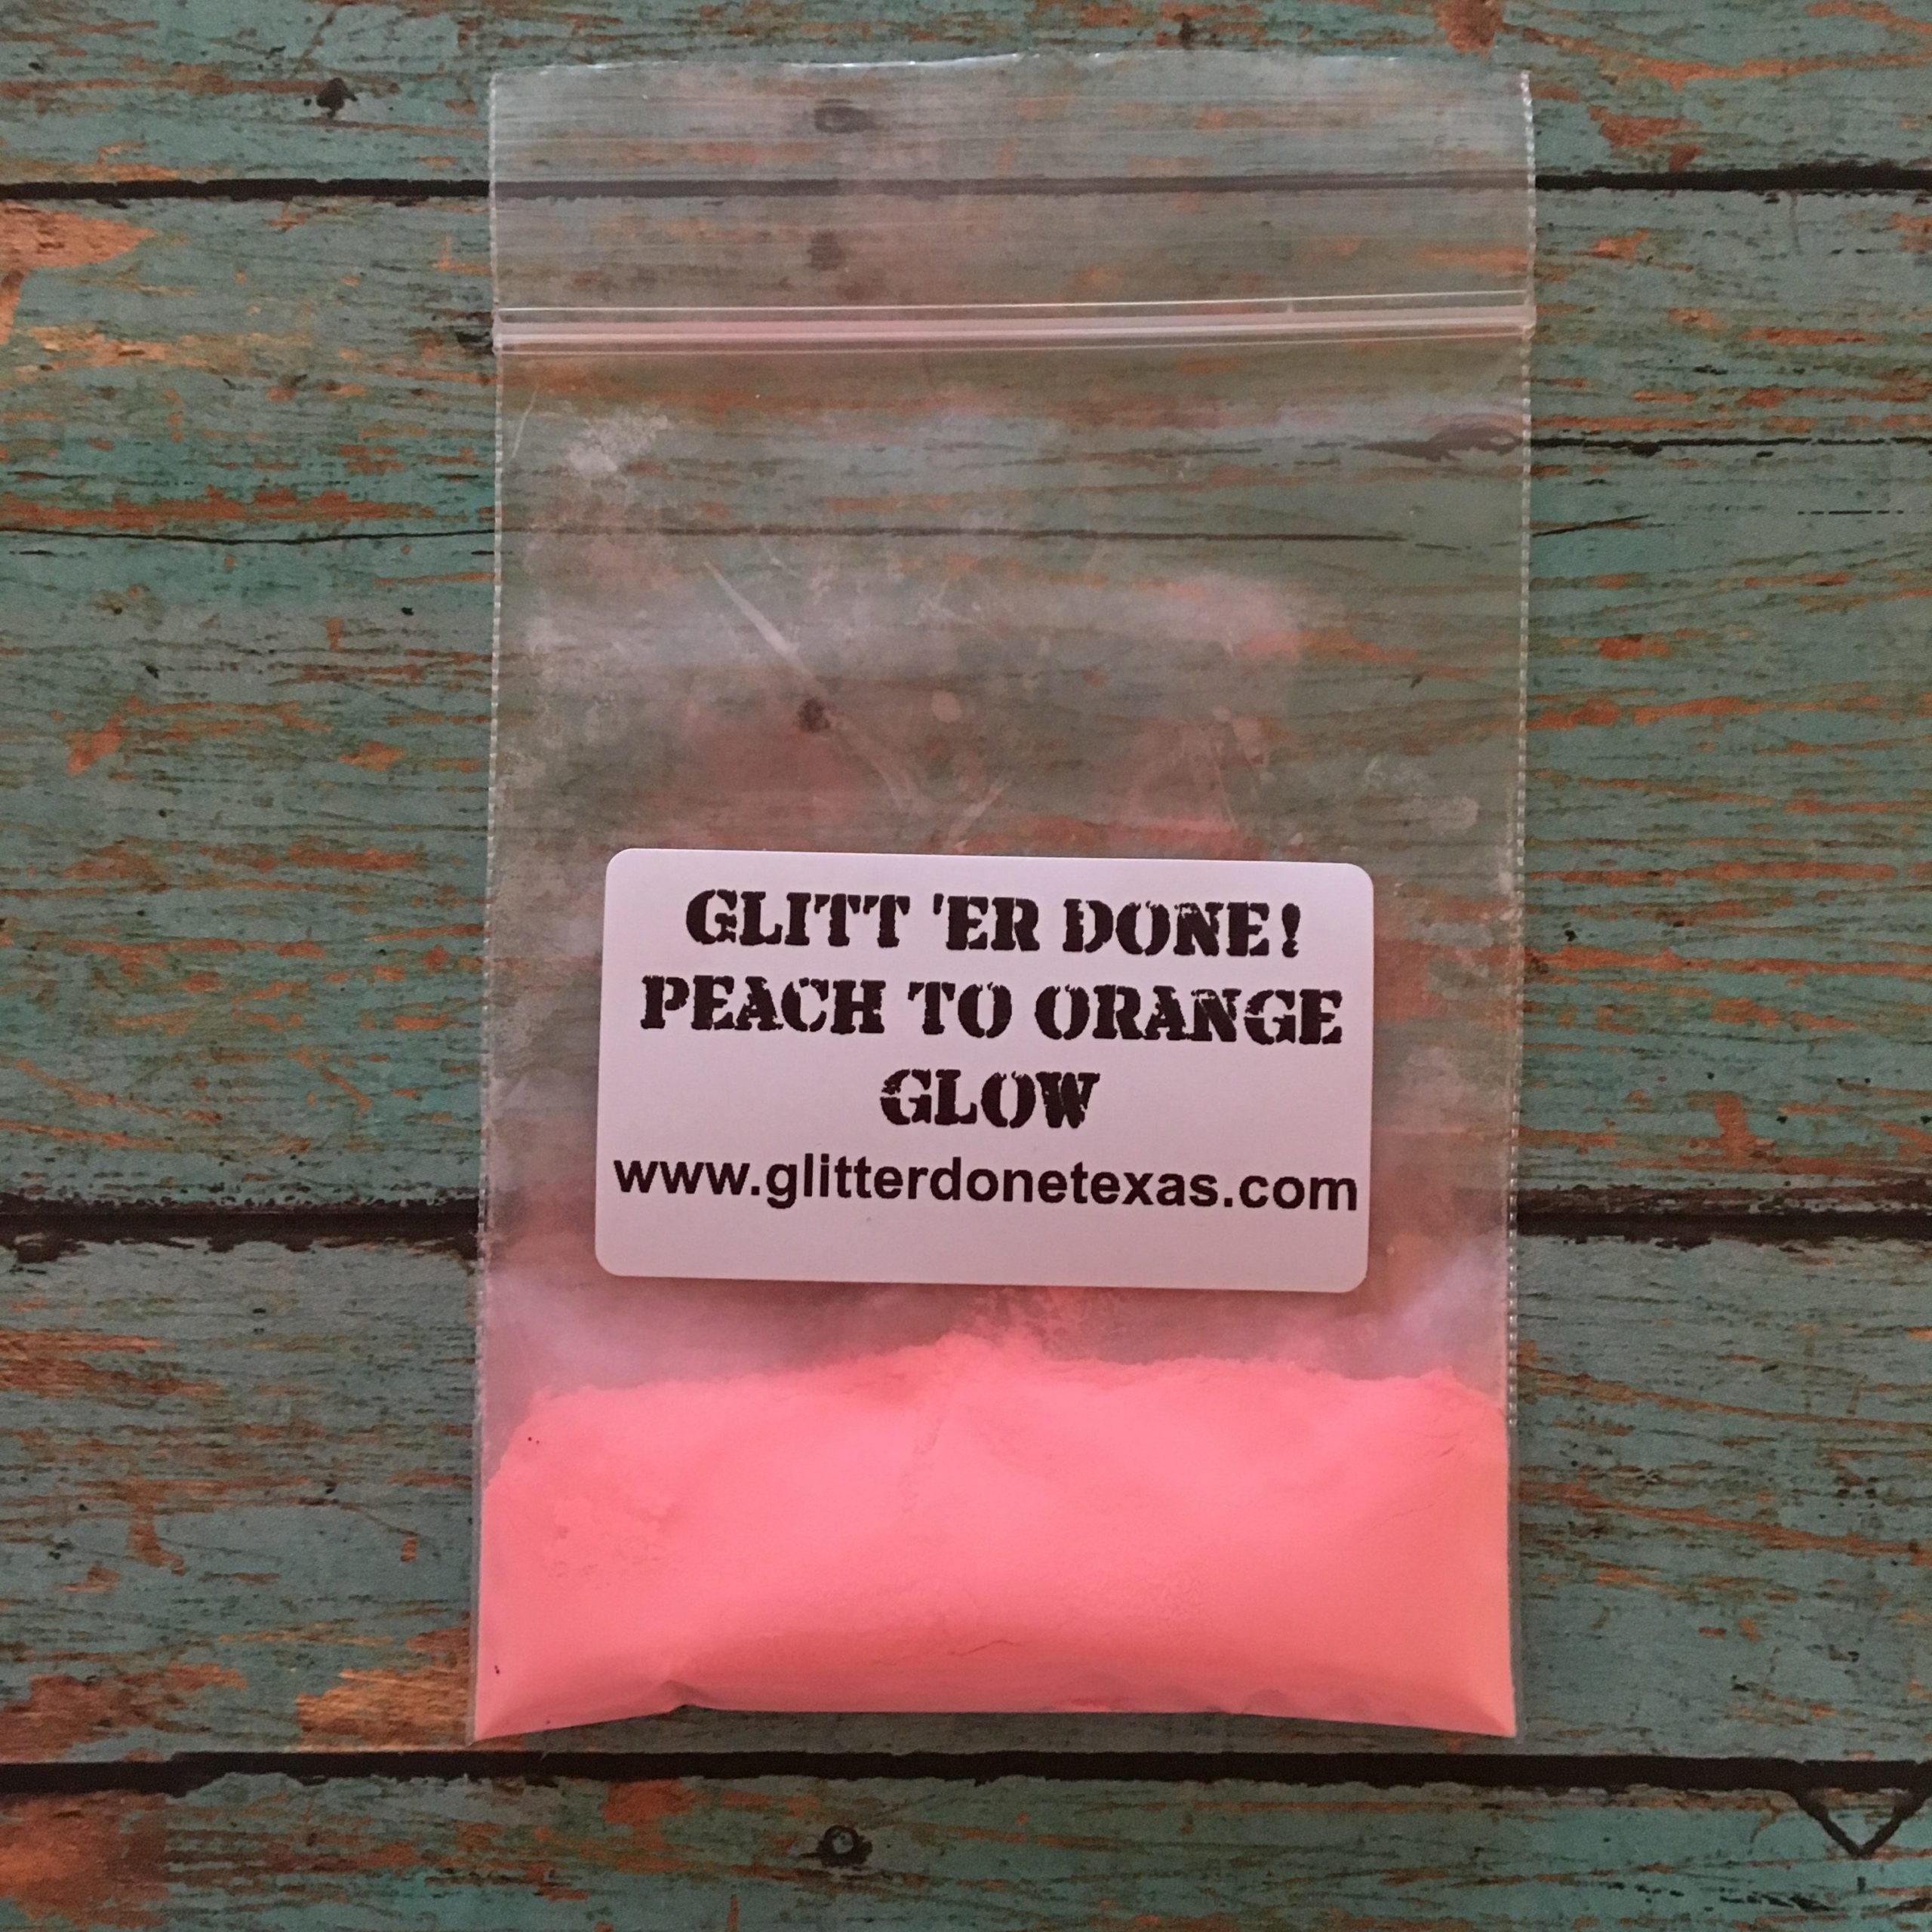 GLITT 'ER DONE!
PEACH TO ORANGE
GLOW
www.glitterdonetexas.com